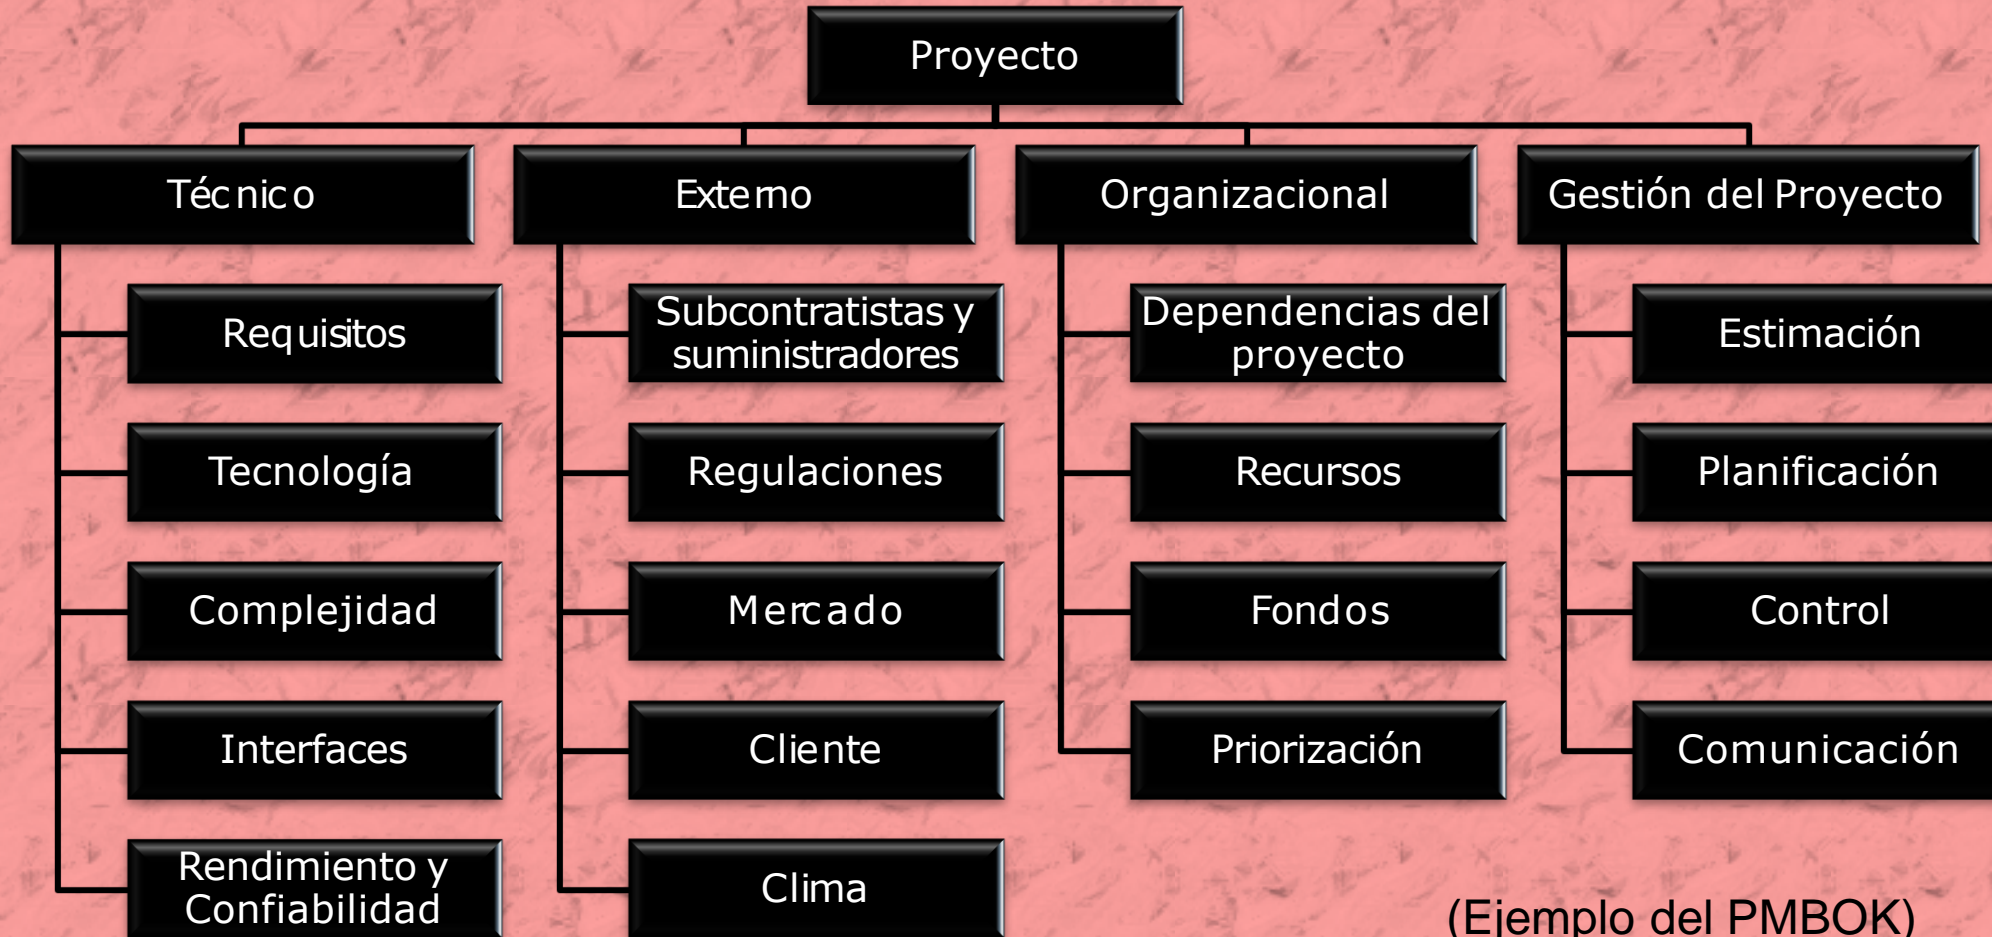 Proyecto
Técnico
Externo
Organizacional
Gestión del Proyecto
Requisitos
Subcontratistas y
suministradores
Dependencias del
proyecto
Estimación
Tecnología
Regulaciones
Recursos
Planificación
Complejidad
Mercado
Fondos
Control
Interfaces
Cliente
Priorización
Comunicación
Rendimiento y
Confiabilidad
Clima
(Ejemplo del PMBOK)